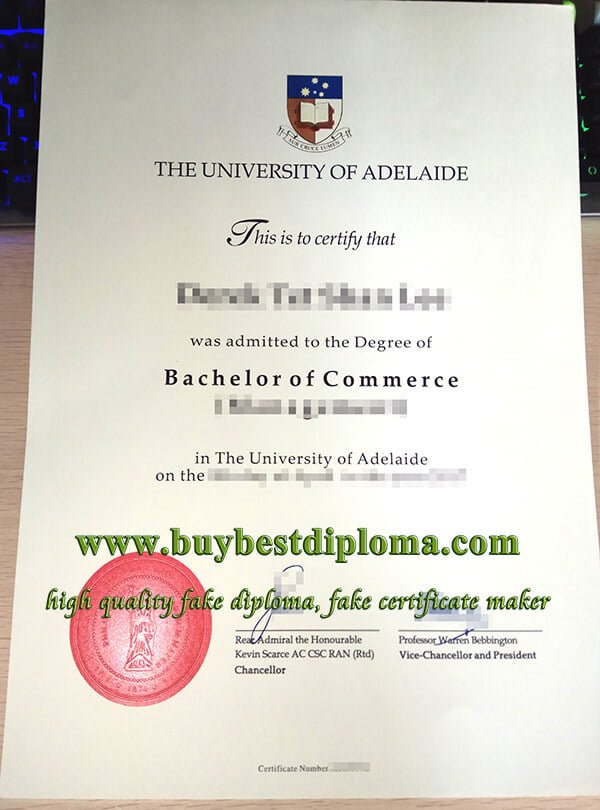 SUB CRUCE LUMEN
THE UNIVERSITY OF ADELAIDE
This is to certify that
was admitted to the Degree of
Bachelor of Commerce
in The University of Adelaide
on the
www.buybestdiploma.com
high quality fake diploma, fake certificate maker
Rear Admiral the Honourable
Kevin Scarce AC CSC RAN (Rtd)
Chancellor
Professor Warren Bebbington
Vice-Chancellor and President
1874
Certificate Number